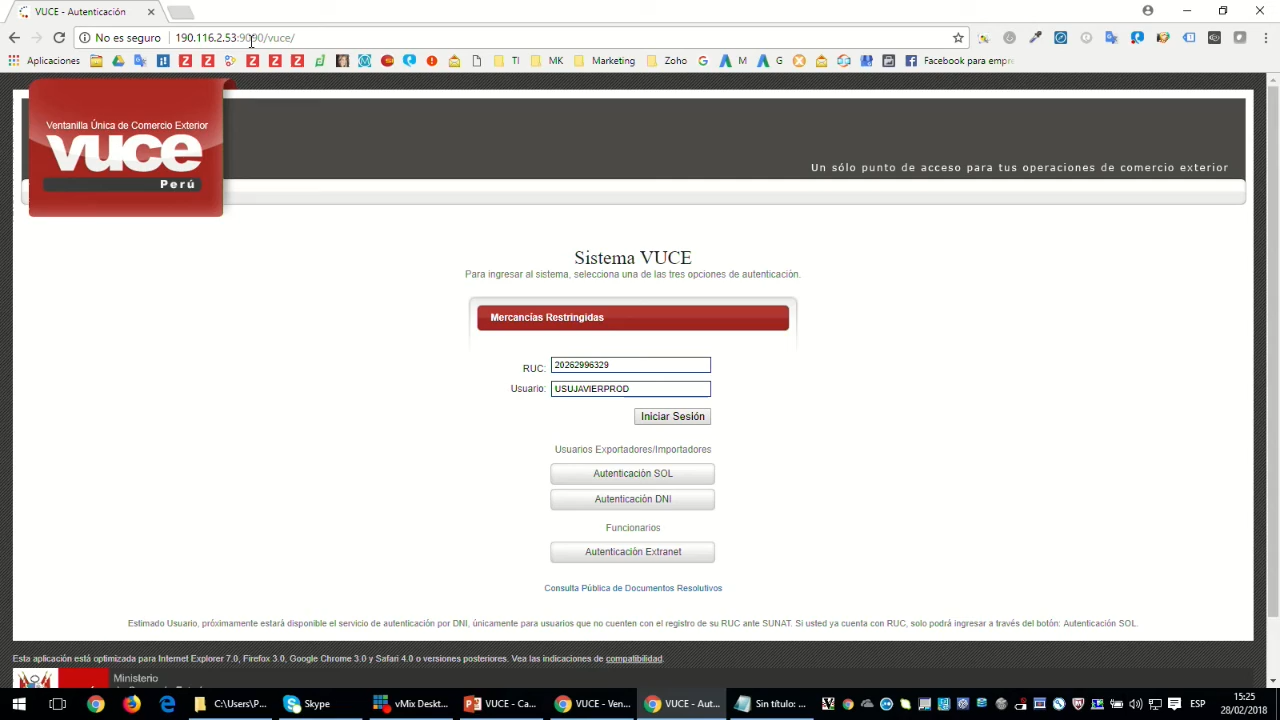 VUCE - Autenticación
No es seguro
190.116.2.53:9090/vuce/
Aplicaciones
TI
MK
Marketing
Zoho
M
G
Facebook para empre
Ventanilla Única de Comercio Exterior
vuce
Perú
Un sólo punto de acceso para tus operaciones de comercio exterior
Sistema VUCE
Para ingresar al sistema, selecciona una de las tres opciones de autenticación.
Mercancías Restringidas
RUC: 20262996329
Usuario: USUJAVIERPROD
Iniciar Sesión
Usuarios Exportadores/Importadores
Autenticación SOL
Autenticación DNI
Funcionarios
Autenticación Extranet
Consulta Pública de Documentos Resolutivos
Estimado Usuario, próximamente estará disponible el servicio de autenticación por DNI, únicamente para usuarios que no cuenten con el registro de su RUC ante SUNAT. Si usted ya cuenta con RUC, solo podrá ingresar a través del botón: Autenticación SOL.
Esta aplicación está optimizada para Internet Explorer 7.0, Firefox 3.0, Google Chrome 3.0 y Safari 4.0 o versiones posteriores. Vea las indicaciones de compatibilidad.
Ministerio
C:\Users\P...
Skype
vMix Deskt...
VUCE - Ca...
VUCE - Ven...
VUCE - Aut...
Sin título: ...
ESP
15:25
28/02/2018